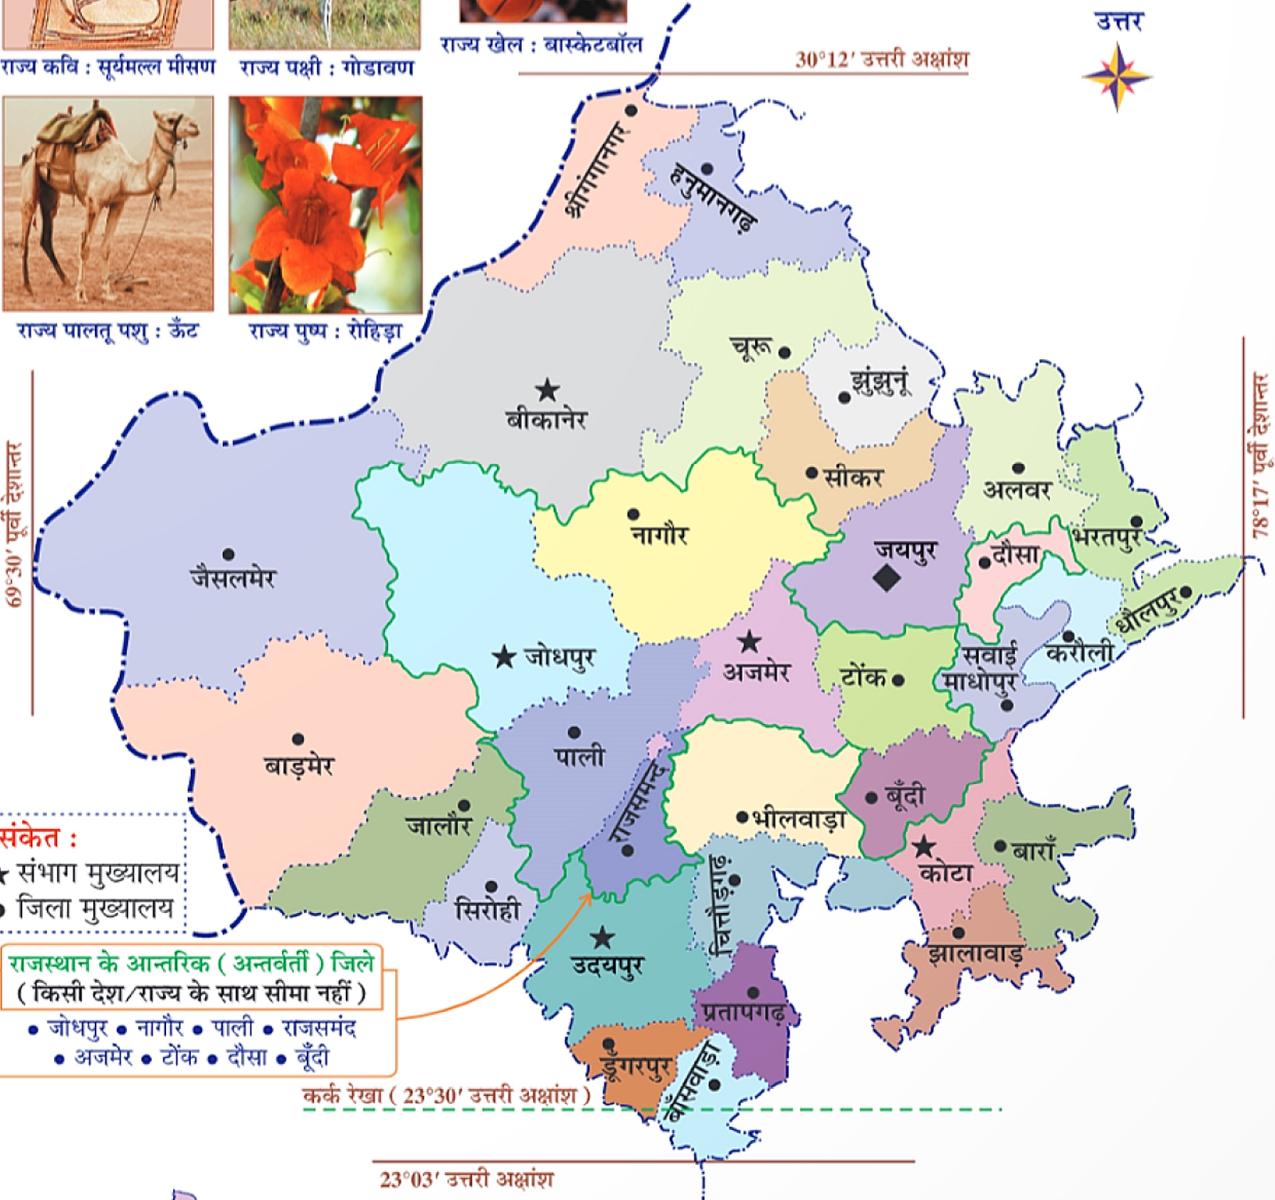 उत्तर
राज्य कवि : सूर्यमल्ल मीसण
राज्य पक्षी : गोडावण
राज्य खेल : बास्केटबॉल
30°12′ उत्तरी अक्षांश
राज्य पालतू पशु : ऊँट
राज्य पुष्प : रोहिड़ा
श्रीगंगानगर
हनुमानगढ़
चूरू
झुंझुनूं
बीकानेर
सीकर
अलवर
69°30′ पूर्वी देशान्तर
78°17′ पूर्वी देशान्तर
नागौर
जयपुर
दौसा
भरतपुर
जैसलमेर
धौलपुर
जोधपुर
अजमेर
टोंक
सवाई
माधोपुर
करौली
बाड़मेर
पाली
राजसमन्द
बूँदी
जालौर
भीलवाड़ा
कोटा
बाराँ
संकेत :
★ संभाग मुख्यालय
● जिला मुख्यालय
सिरोही
चित्तौड़गढ़
झालावाड़
उदयपुर
राजस्थान के आन्तरिक ( अन्तर्वर्ती ) जिले
( किसी देश/राज्य के साथ सीमा नहीं )
• जोधपुर • नागौर • पाली • राजसमंद
• अजमेर • टोंक • दौसा • बूँदी
प्रतापगढ़
डूँगरपुर
बाँसवाड़ा
कर्क रेखा ( 23°30′ उत्तरी अक्षांश )
23°03′ उत्तरी अक्षांश